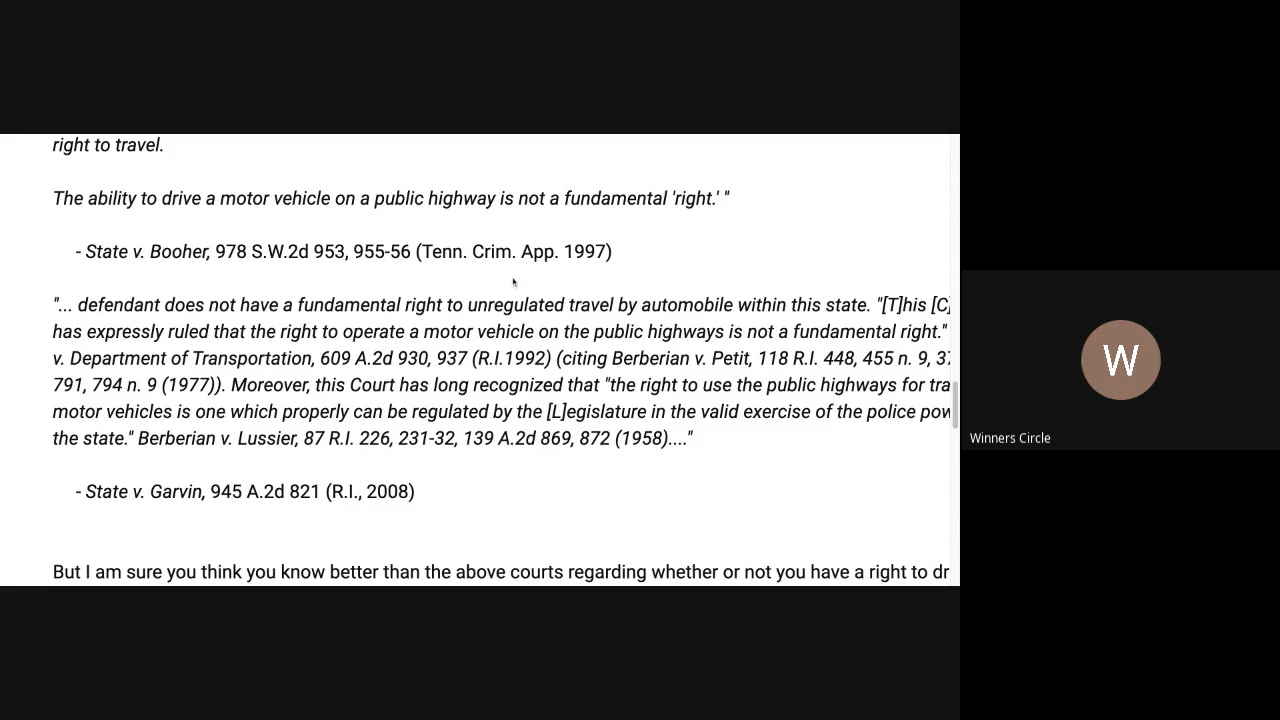 right to travel.
The ability to drive a motor vehicle on a public highway is not a fundamental 'right.' "
- State v. Booher, 978 S.W.2d 953, 955-56 (Tenn. Crim. App. 1997)
"... defendant does not have a fundamental right to unregulated travel by automobile within this state. "[T]his [C]
has expressly ruled that the right to operate a motor vehicle on the public highways is not a fundamental right."
v. Department of Transportation, 609 A.2d 930, 937 (R.I.1992) (citing Berberian v. Petit, 118 R.I. 448, 455 n. 9, 37
791, 794 n. 9 (1977)). Moreover, this Court has long recognized that "the right to use the public highways for tra
motor vehicles is one which properly can be regulated by the [L]egislature in the valid exercise of the police pow
the state." Berberian v. Lussier, 87 R.I. 226, 231-32, 139 A.2d 869, 872 (1958)...."
- State v. Garvin, 945 A.2d 821 (R.I., 2008)
But I am sure you think you know better than the above courts regarding whether or not you have a right to dr
W
Winners Circle